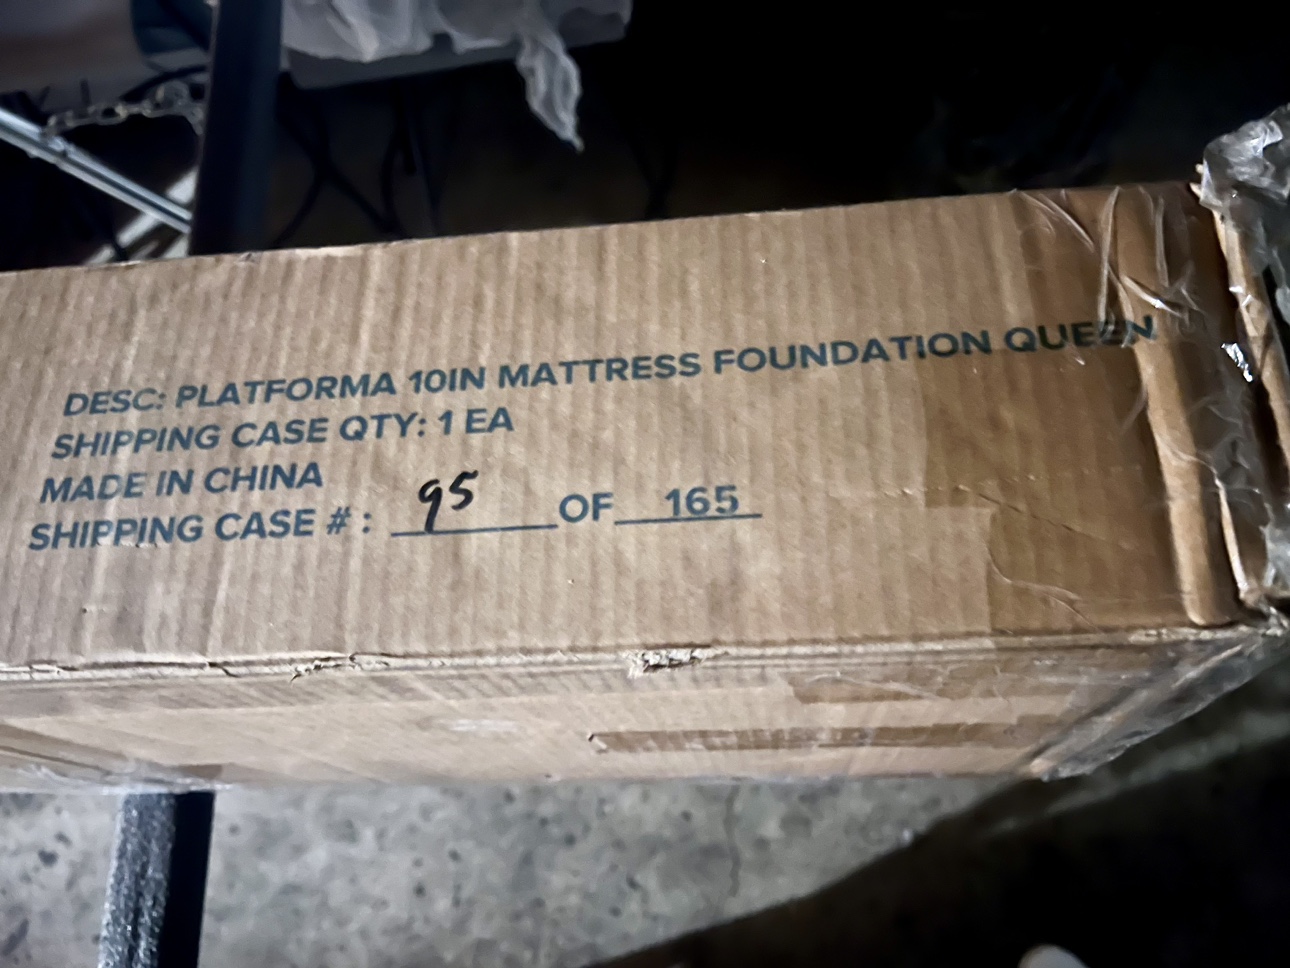 DESC: PLATFORMA 10IN MATTRESS FOUNDATION QUEEN
SHIPPING CASE QTY: 1 EA
MADE IN CHINA
SHIPPING CASE # : 95 OF 165